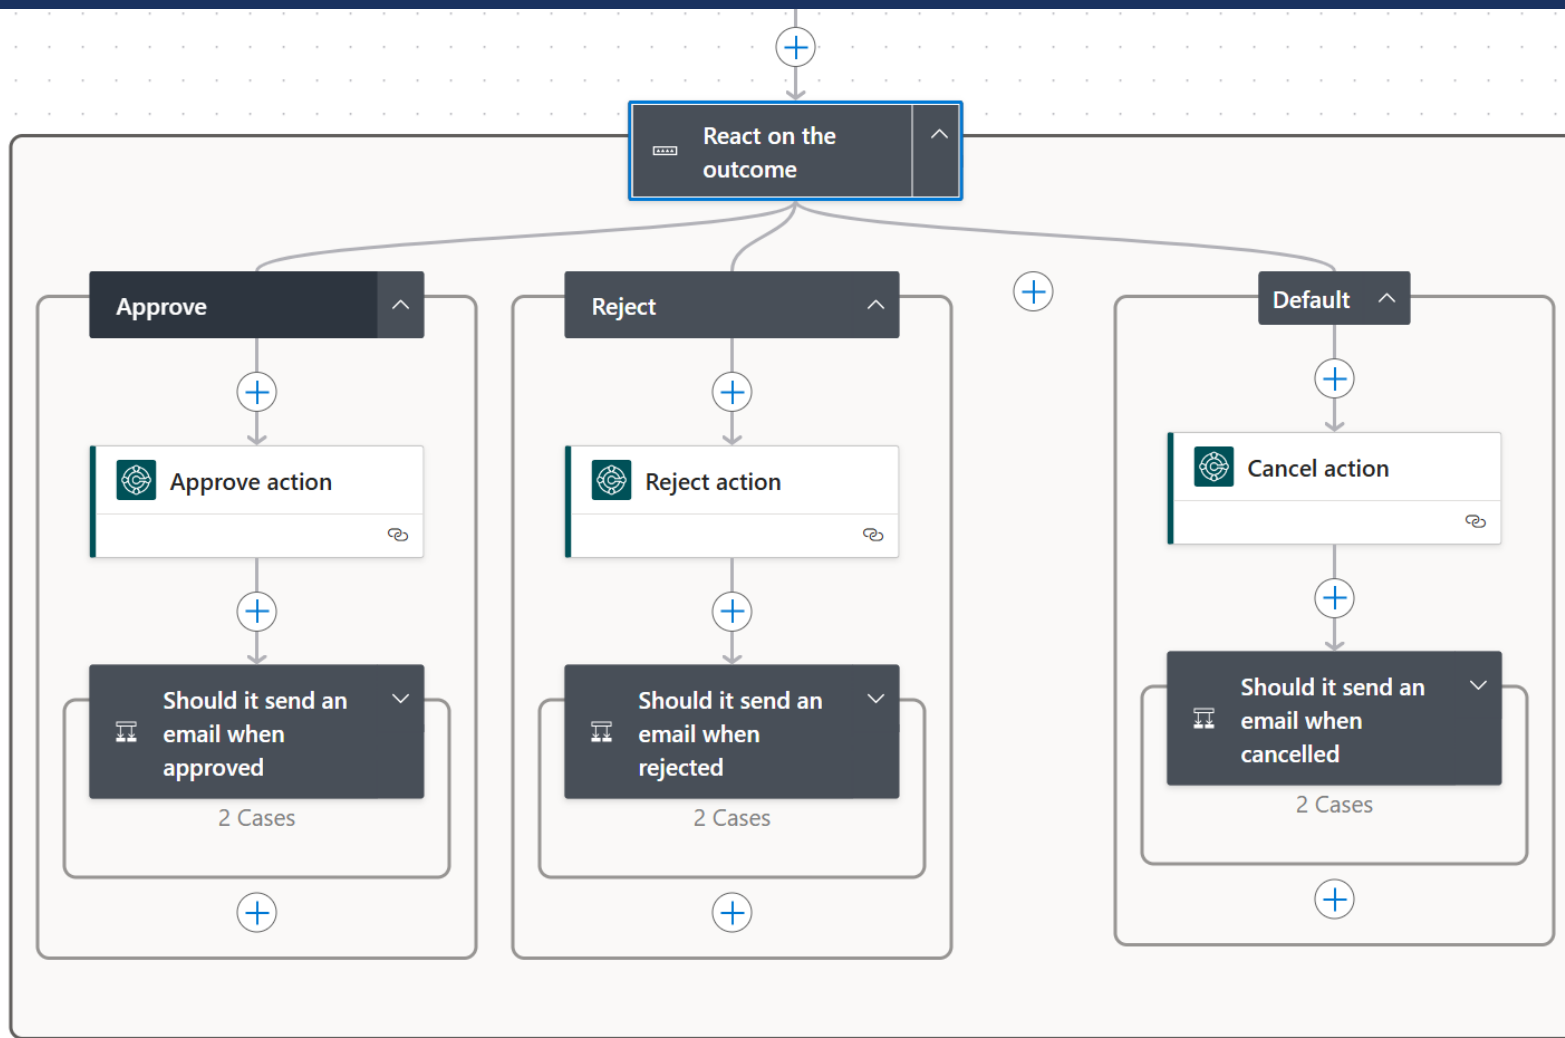 React on the
outcome
Approve
Reject
Default
Approve action
Reject action
Cancel action
Should it send an
email when
approved
2 Cases
Should it send an
email when
rejected
2 Cases
Should it send an
email when
cancelled
2 Cases